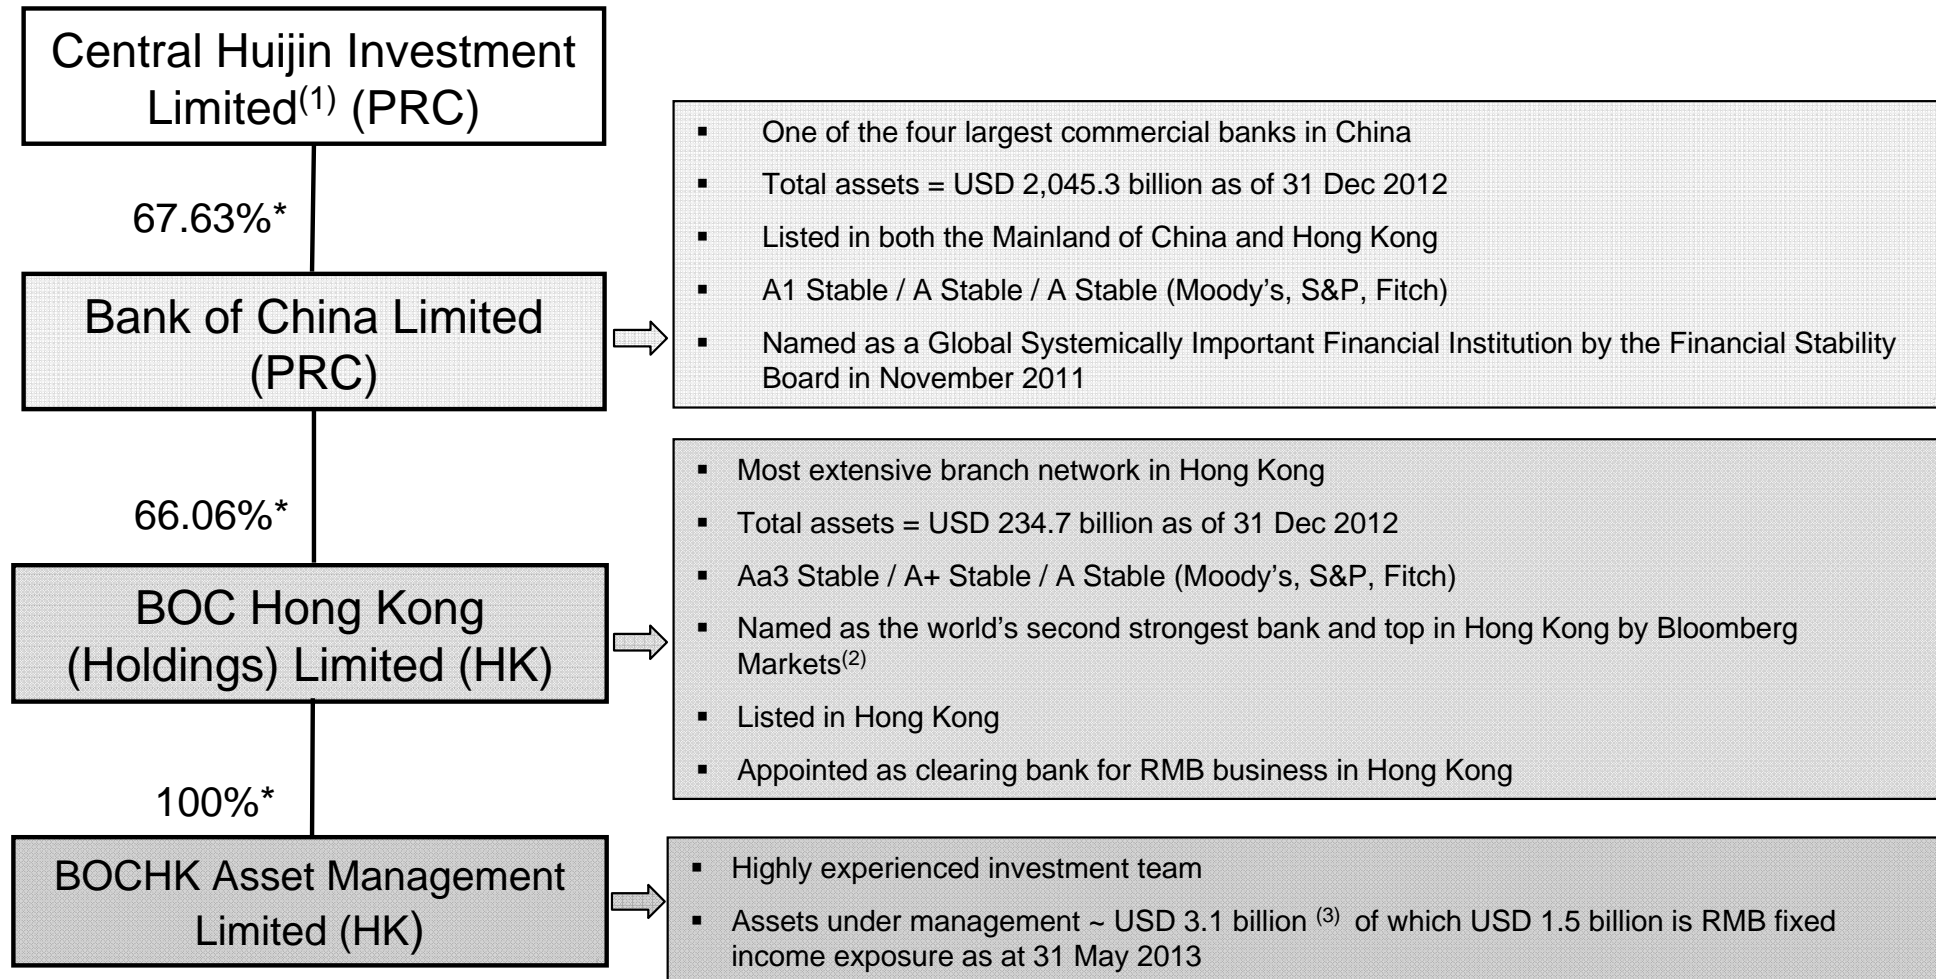 Central Huijin Investment
Limited(1) (PRC)
67.63%*
Bank of China Limited
(PRC)
▪ One of the four largest commercial banks in China
▪ Total assets = USD 2,045.3 billion as of 31 Dec 2012
▪ Listed in both the Mainland of China and Hong Kong
▪ A1 Stable / A Stable / A Stable (Moody’s, S&P, Fitch)
▪ Named as a Global Systemically Important Financial Institution by the Financial Stability
Board in November 2011
66.06%*
BOC Hong Kong
(Holdings) Limited (HK)
▪ Most extensive branch network in Hong Kong
▪ Total assets = USD 234.7 billion as of 31 Dec 2012
▪ Aa3 Stable / A+ Stable / A Stable (Moody’s, S&P, Fitch)
▪ Named as the world’s second strongest bank and top in Hong Kong by Bloomberg
Markets(2)
▪ Listed in Hong Kong
▪ Appointed as clearing bank for RMB business in Hong Kong
100%*
BOCHK Asset Management
Limited (HK)
▪ Highly experienced investment team
▪ Assets under management ~ USD 3.1 billion (3) of which USD 1.5 billion is RMB fixed
income exposure as at 31 May 2013